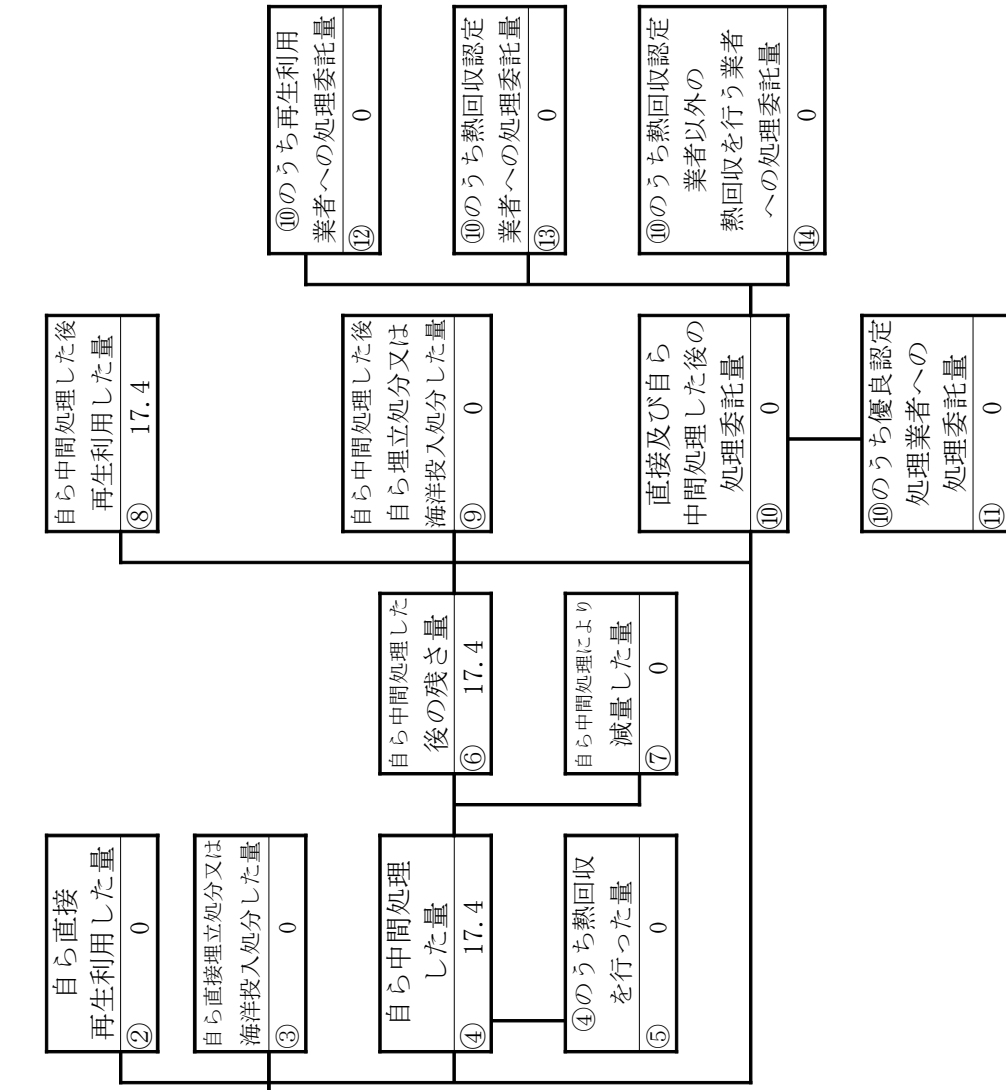 自ら直接
再生利用した量
② 0
自ら直接埋立処分又は
海洋投入処分した量
③ 0
自ら中間処理
した量
④ 17.4
④のうち熱回収
を行った量
⑤ 0
自ら中間処理した
後の残さ量
⑥ 17.4
自ら中間処理により
減量した量
⑦ 0
自ら中間処理した後
再生利用した量
⑧ 17.4
自ら中間処理した後
自ら埋立処分又は
海洋投入処分した量
⑨ 0
直接及び自ら
中間処理した後の
処理委託量
⑩ 0
⑩のうち優良認定
処理業者への
処理委託量
⑪ 0
⑩のうち再生利用
業者への処理委託量
⑫ 0
⑩のうち熱回収認定
業者への処理委託量
⑬ 0
⑩のうち熱回収認定
業者以外の
熱回収を行う業者
への処理委託量
⑭ 0